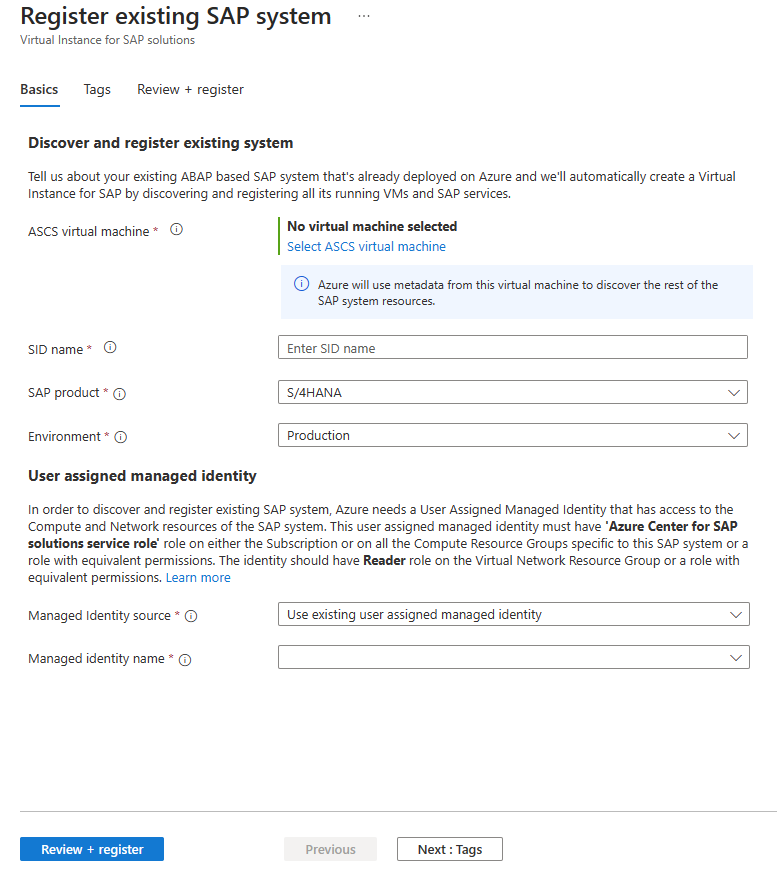 Register existing SAP system ...
Virtual Instance for SAP solutions
Basics Tags Review + register
Discover and register existing system
Tell us about your existing ABAP based SAP system that's already deployed on Azure and we'll automatically create a Virtual
Instance for SAP by discovering and registering all its running VMs and SAP services.
ASCS virtual machine *
No virtual machine selected
Select ASCS virtual machine
Azure will use metadata from this virtual machine to discover the rest of the
SAP system resources.
SID name * Enter SID name
SAP product * S/4HANA
Environment * Production
User assigned managed identity
In order to discover and register existing SAP system, Azure needs a User Assigned Managed Identity that has access to the
Compute and Network resources of the SAP system. This user assigned managed identity must have 'Azure Center for SAP
solutions service role' role on either the Subscription or on all the Compute Resource Groups specific to this SAP system or a
role with equivalent permissions. The identity should have Reader role on the Virtual Network Resource Group or a role with
equivalent permissions. Learn more
Managed Identity source * Use existing user assigned managed identity
Managed identity name *
Review + register Previous Next : Tags